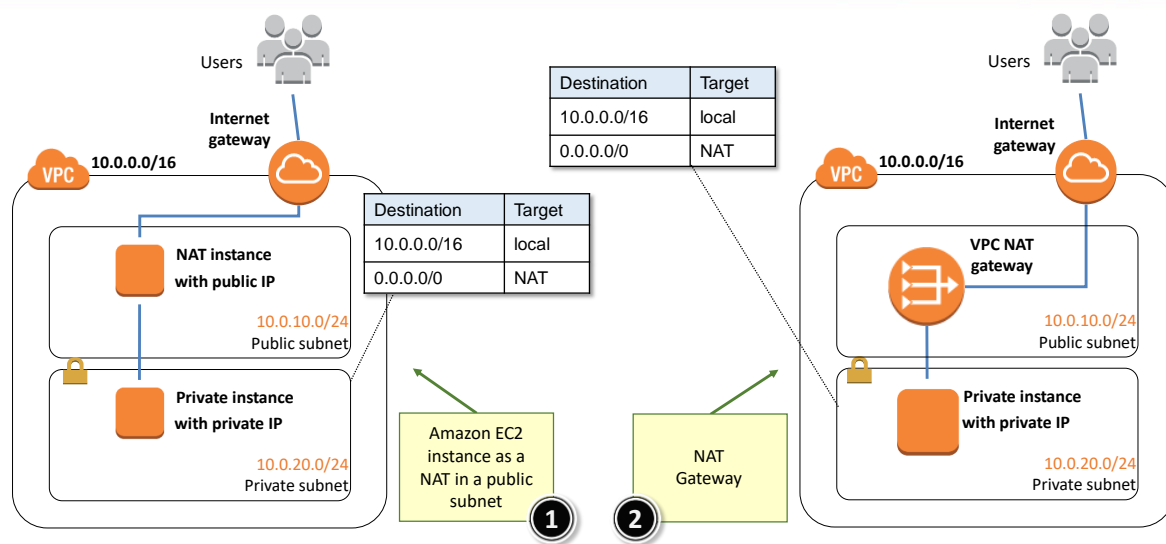 Users
Internet
gateway
VPC
10.0.0.0/16
NAT instance
with public IP
10.0.10.0/24
Public subnet
Private instance
with private IP
10.0.20.0/24
Private subnet
Destination Target
10.0.0.0/16 local
0.0.0.0/0 NAT
Amazon EC2
instance as a
NAT in a public
subnet
1
Destination Target
10.0.0.0/16 local
0.0.0.0/0 NAT
NAT
Gateway
2
Users
Internet
gateway
VPC
10.0.0.0/16
VPC NAT
gateway
10.0.10.0/24
Public subnet
Private instance
with private IP
10.0.20.0/24
Private subnet